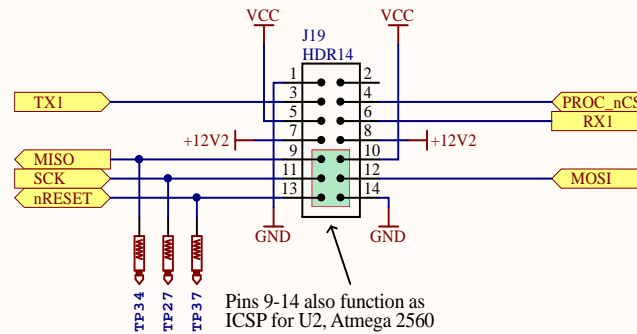 VCC
VCC
J19
HDR14
1
2
3
4
TX1
PROC_nCS
5
6
RX1
+12V2
7
8
+12V2
MISO
9
10
SCK
11
12
MOSI
nRESET
13
14
GND
GND
TP34
TP27
TP37
Pins 9-14 also function as
ICSP for U2, Atmega 2560